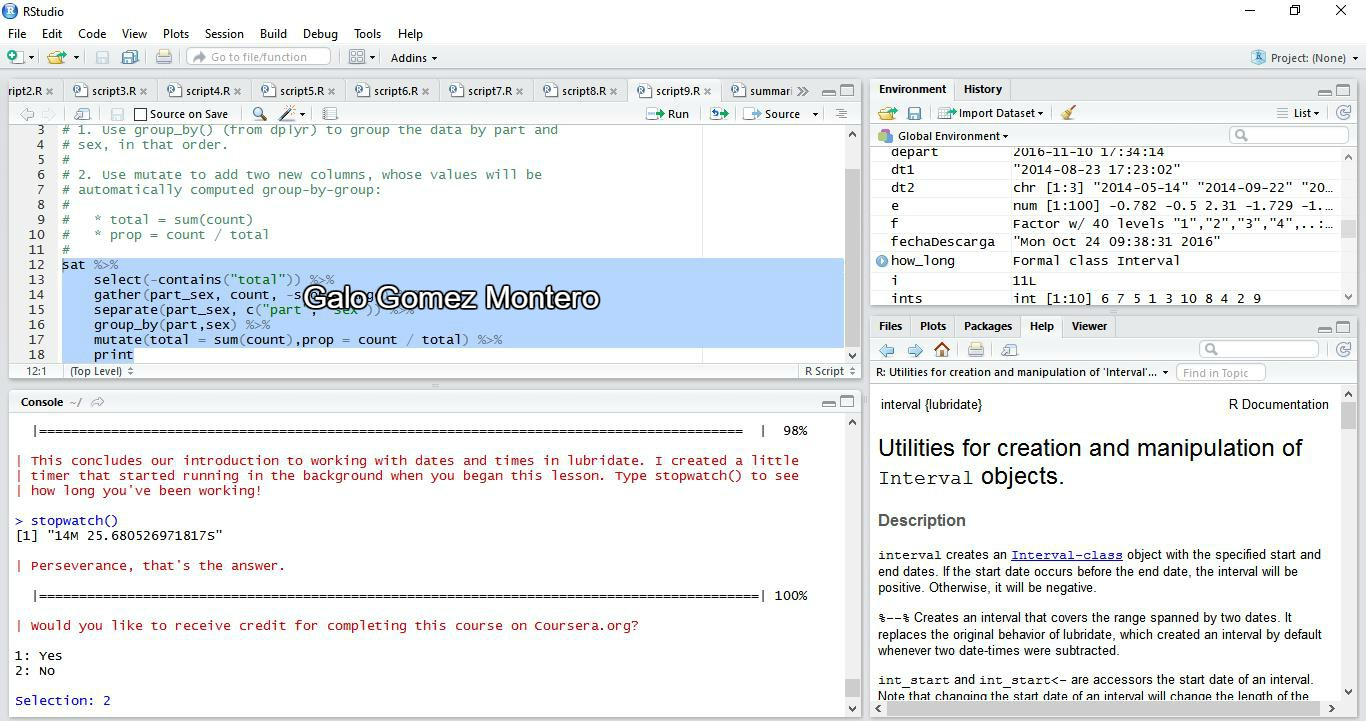 RStudio
File Edit Code View Plots Session Build Debug Tools Help
Go to file/function Addins Project: (None)
ript2.R script3.R script4.R script5.R script6.R script7.R script8.R script9.R summari
Source on Save Run Source
3 # 1. Use group_by() (from dplyr) to group the data by part and
4 # sex, in that order.
5 #
6 # 2. Use mutate to add two new columns, whose values will be
7 # automatically computed group-by-group:
8 #
9 # * total = sum(count)
10 # * prop = count / total
11 #
12 sat %>%
13 select(-contains("total")) %>%
14 gather(part_sex, count, -s
15 separate(part_sex, c("part", "sex")) %>%
16 group_by(part,sex) %>%
17 mutate(total = sum(count),prop = count / total) %>%
18 print
Galo Gomez Montero
12:1 (Top Level) R Script
Console ~/
|==| 98%
| This concludes our introduction to working with dates and times in lubridate. I created a little
| timer that started running in the background when you began this lesson. Type stopwatch() to see
| how long you've been working!
> stopwatch()
[1] "14M 25.680526971817S"
| Perseverance, that's the answer.
|==| 100%
| Would you like to receive credit for completing this course on Coursera.org?
1: Yes
2: No
Selection: 2
Environment History
Import Dataset List
Global Environment
depart 2016-11-10 17:34:14
dt1 "2014-08-23 17:23:02"
dt2 chr [1:3] "2014-05-14" "2014-09-22" "20...
e num [1:100] -0.782 -0.5 2.31 -1.729 -1....
f Factor w/ 40 levels "1","2","3","4",..:...
fechaDescarga "Mon Oct 24 09:38:31 2016"
how_long Formal class Interval
i 11L
ints int [1:10] 6 7 5 1 3 10 8 4 2 9
Files Plots Packages Help Viewer
R: Utilities for creation and manipulation of 'Interval'... Find in Topic
interval {lubridate} R Documentation
Utilities for creation and manipulation of
Interval objects.
Description
interval creates an Interval-class object with the specified start and
end dates. If the start date occurs before the end date, the interval will be
positive. Otherwise, it will be negative.
%--% Creates an interval that covers the range spanned by two dates. It
replaces the original behavior of lubridate, which created an interval by default
whenever two date-times were subtracted.
int_start and int_start<- are accessors the start date of an interval.
Note that changing the start date of an interval will change the length of the